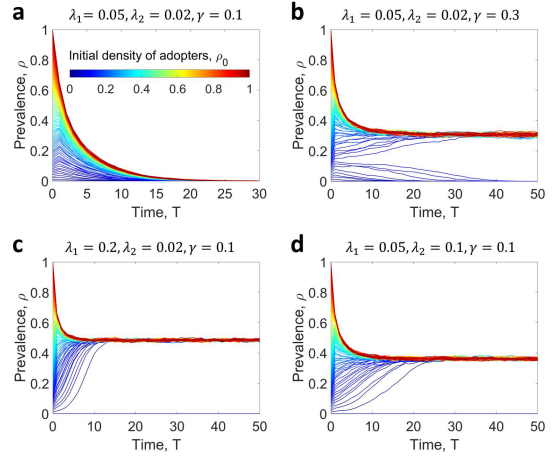 a
λ₁ = 0.05, λ₂ = 0.02, γ = 0.1
Initial density of adopters, ρ₀
0 0.2 0.4 0.6 0.8 1
Prevalence, ρ
1
0.8
0.6
0.4
0.2
0
0 5 10 15 20 25 30
Time, T
b
λ₁ = 0.05, λ₂ = 0.02, γ = 0.3
Prevalence, ρ
1
0.8
0.6
0.4
0.2
0
0 10 20 30 40 50
Time, T
c
λ₁ = 0.2, λ₂ = 0.02, γ = 0.1
Prevalence, ρ
1
0.8
0.6
0.4
0.2
0
0 10 20 30 40 50
Time, T
d
λ₁ = 0.05, λ₂ = 0.1, γ = 0.1
Prevalence, ρ
1
0.8
0.6
0.4
0.2
0
0 10 20 30 40 50
Time, T